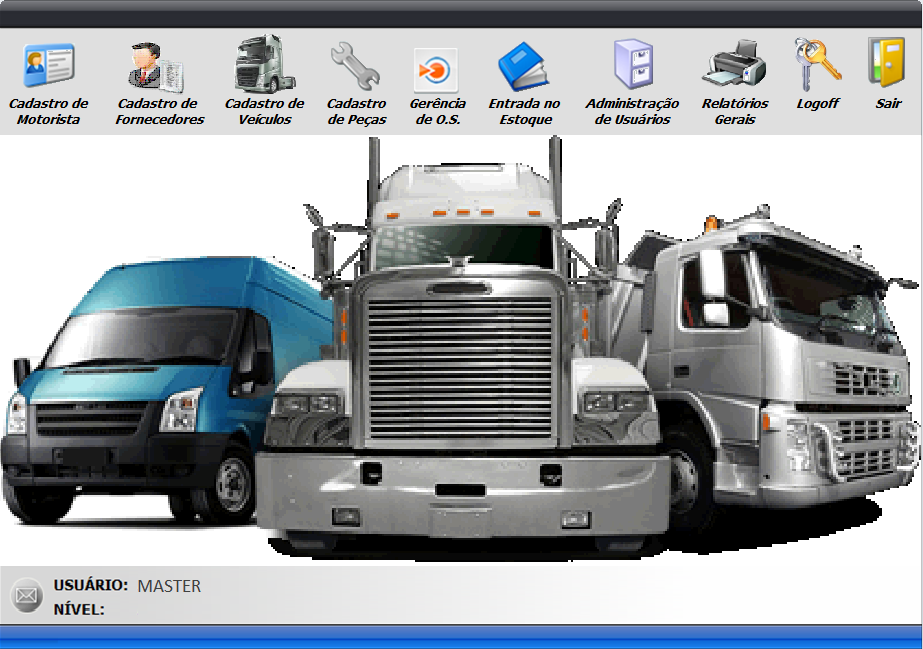 Cadastro de Motorista
Cadastro de Fornecedores
Cadastro de Veículos
Cadastro de Peças
Gerência de O.S.
Entrada no Estoque
Administração de Usuários
Relatórios Gerais
Logoff
Sair
USUÁRIO: MASTER
NÍVEL: